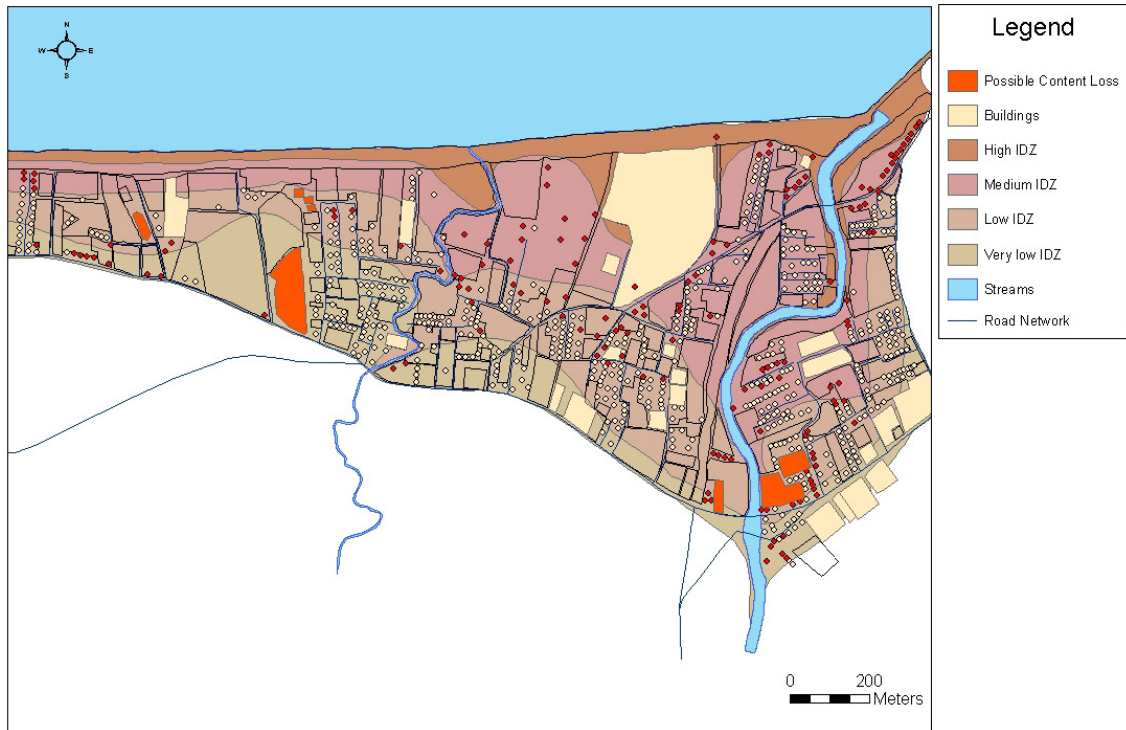 N
W E
S
Legend
Possible Content Loss
Buildings
High IDZ
Medium IDZ
Low IDZ
Very low IDZ
Streams
Road Network
0 200
Meters